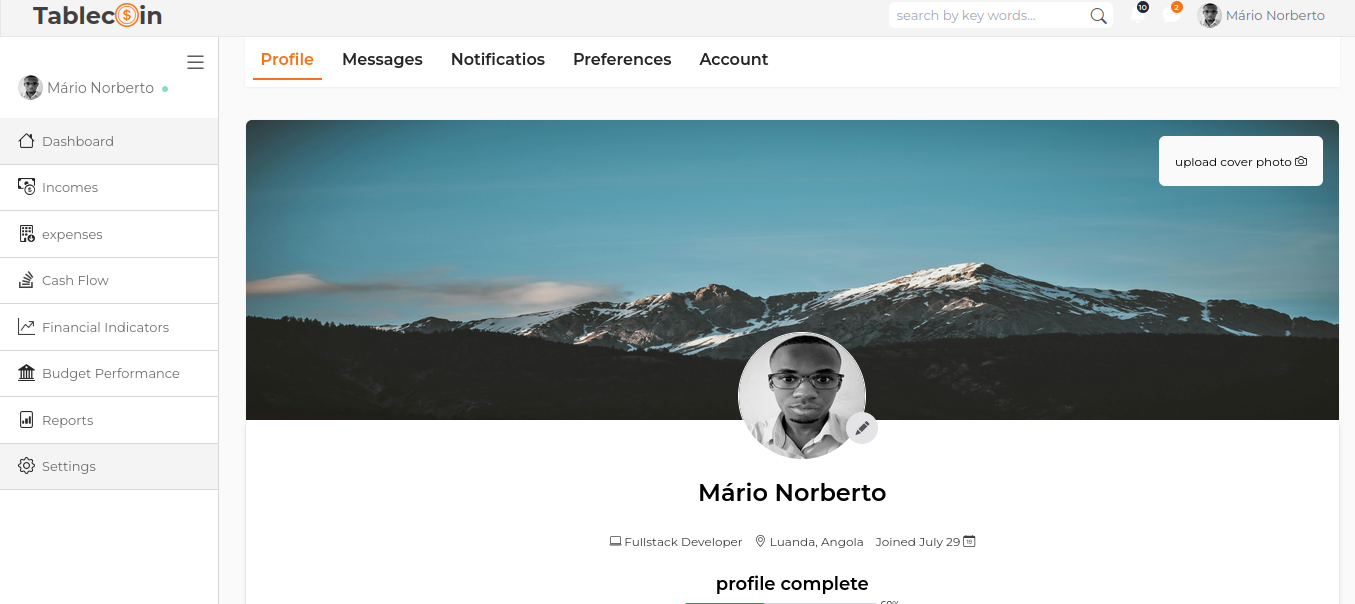 Tablecoin
search by key words...
10
2
Mário Norberto
Mário Norberto
Dashboard
Incomes
expenses
Cash Flow
Financial Indicators
Budget Performance
Reports
Settings
Profile Messages Notificatios Preferences Account
upload cover photo
Mário Norberto
Fullstack Developer Luanda, Angola Joined July 29
profile complete